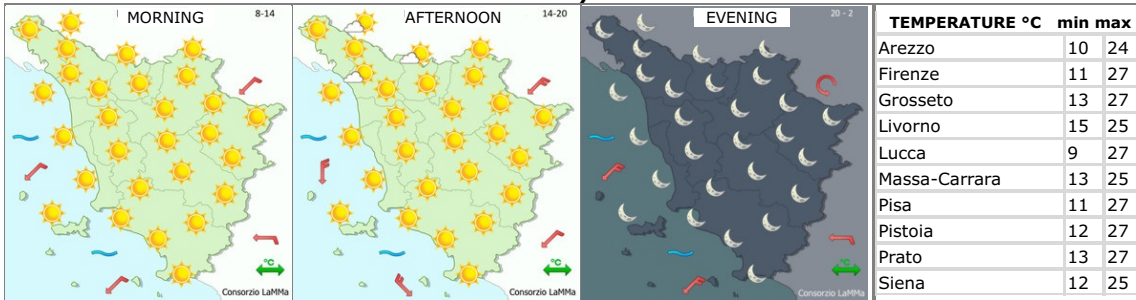 MORNING
8-14
°C
Consorzio LaMMa
AFTERNOON
14-20
°C
Consorzio LaMMa
EVENING
20 - 2
°C
Consorzio LaMMa
TEMPERATURE °C min max
Arezzo 10 24
Firenze 11 27
Grosseto 13 27
Livorno 15 25
Lucca 9 27
Massa-Carrara 13 25
Pisa 11 27
Pistoia 12 27
Prato 13 27
Siena 12 25